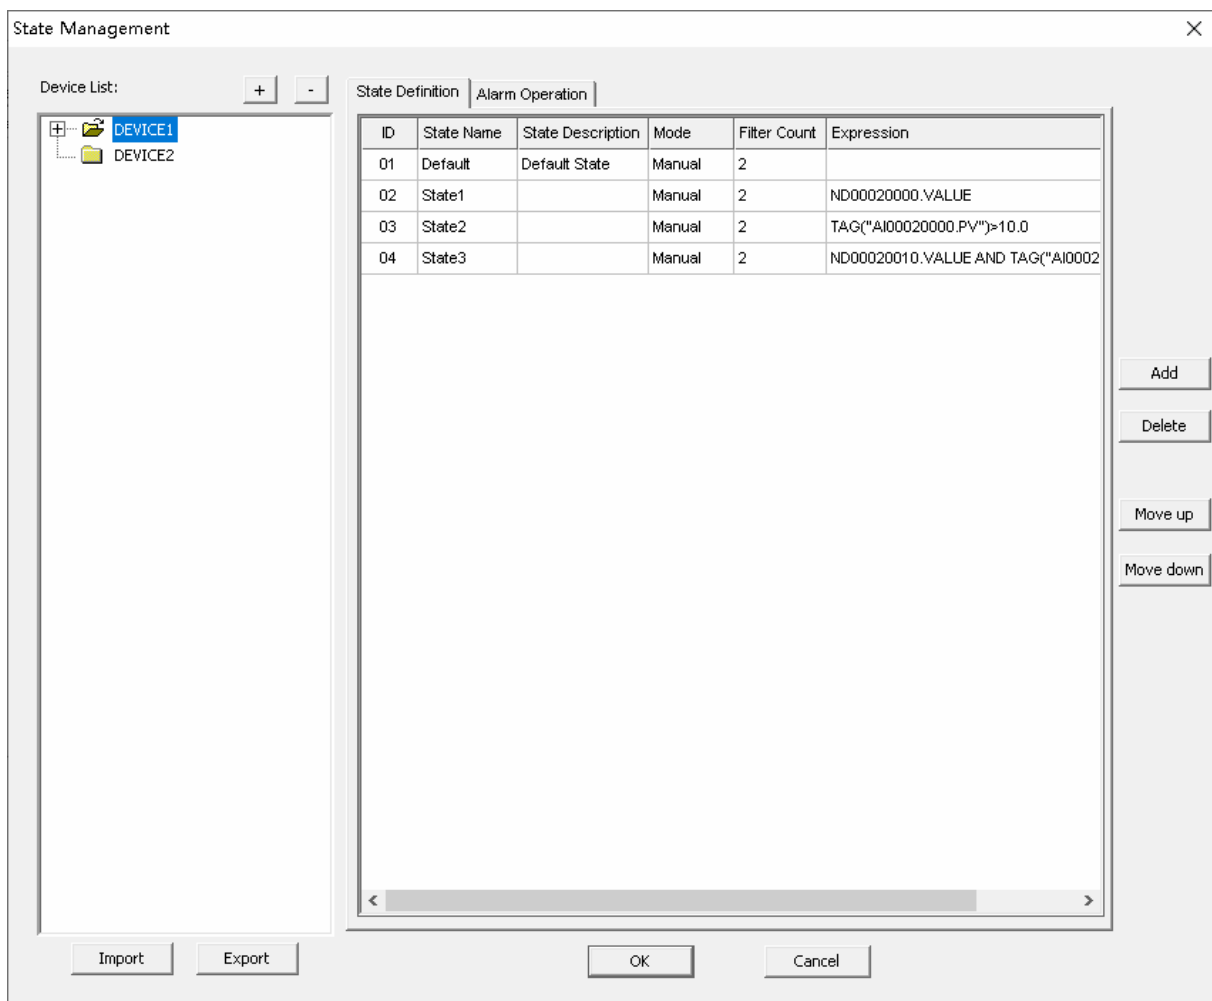 State Management
Device List:
+ -
DEVICE1
DEVICE2
State Definition Alarm Operation
ID State Name State Description Mode Filter Count Expression
01 Default Default State Manual 2
02 State1 Manual 2 ND00020000.VALUE
03 State2 Manual 2 TAG("AI00020000.PV")>10.0
04 State3 Manual 2 ND00020010.VALUE AND TAG("AI0002
Add
Delete
Move up
Move down
Import Export OK Cancel